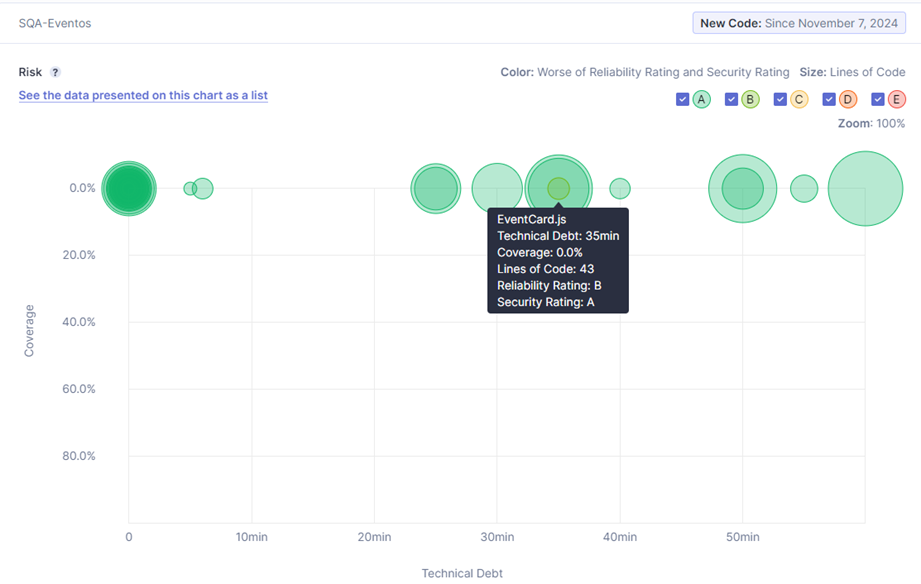 SQA-Eventos
New Code: Since November 7, 2024
Risk ?
Color: Worse of Reliability Rating and Security Rating Size: Lines of Code
See the data presented on this chart as a list
A B C D E
Zoom: 100%
0.0%
EventCard.js
Technical Debt: 35min
Coverage: 0.0%
Lines of Code: 43
Reliability Rating: B
Security Rating: A
20.0%
40.0%
60.0%
80.0%
Coverage
0 10min 20min 30min 40min 50min
Technical Debt